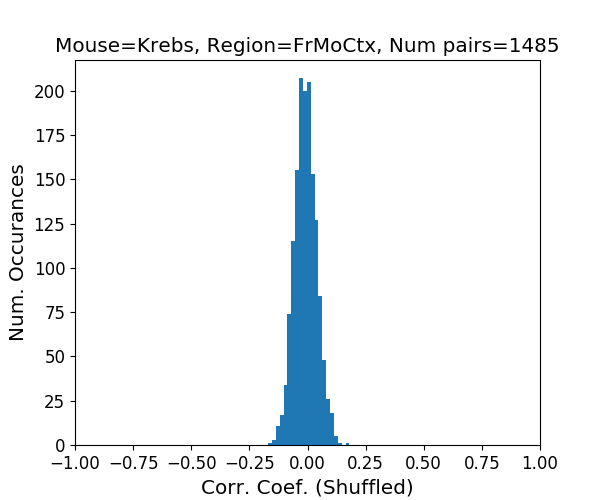 Mouse=Krebs, Region=FrMoCtx, Num pairs=1485
200
175
150
125
100
75
50
25
0
Num. Occurances
−1.00 −0.75 −0.50 −0.25 0.00 0.25 0.50 0.75 1.00
Corr. Coef. (Shuffled)